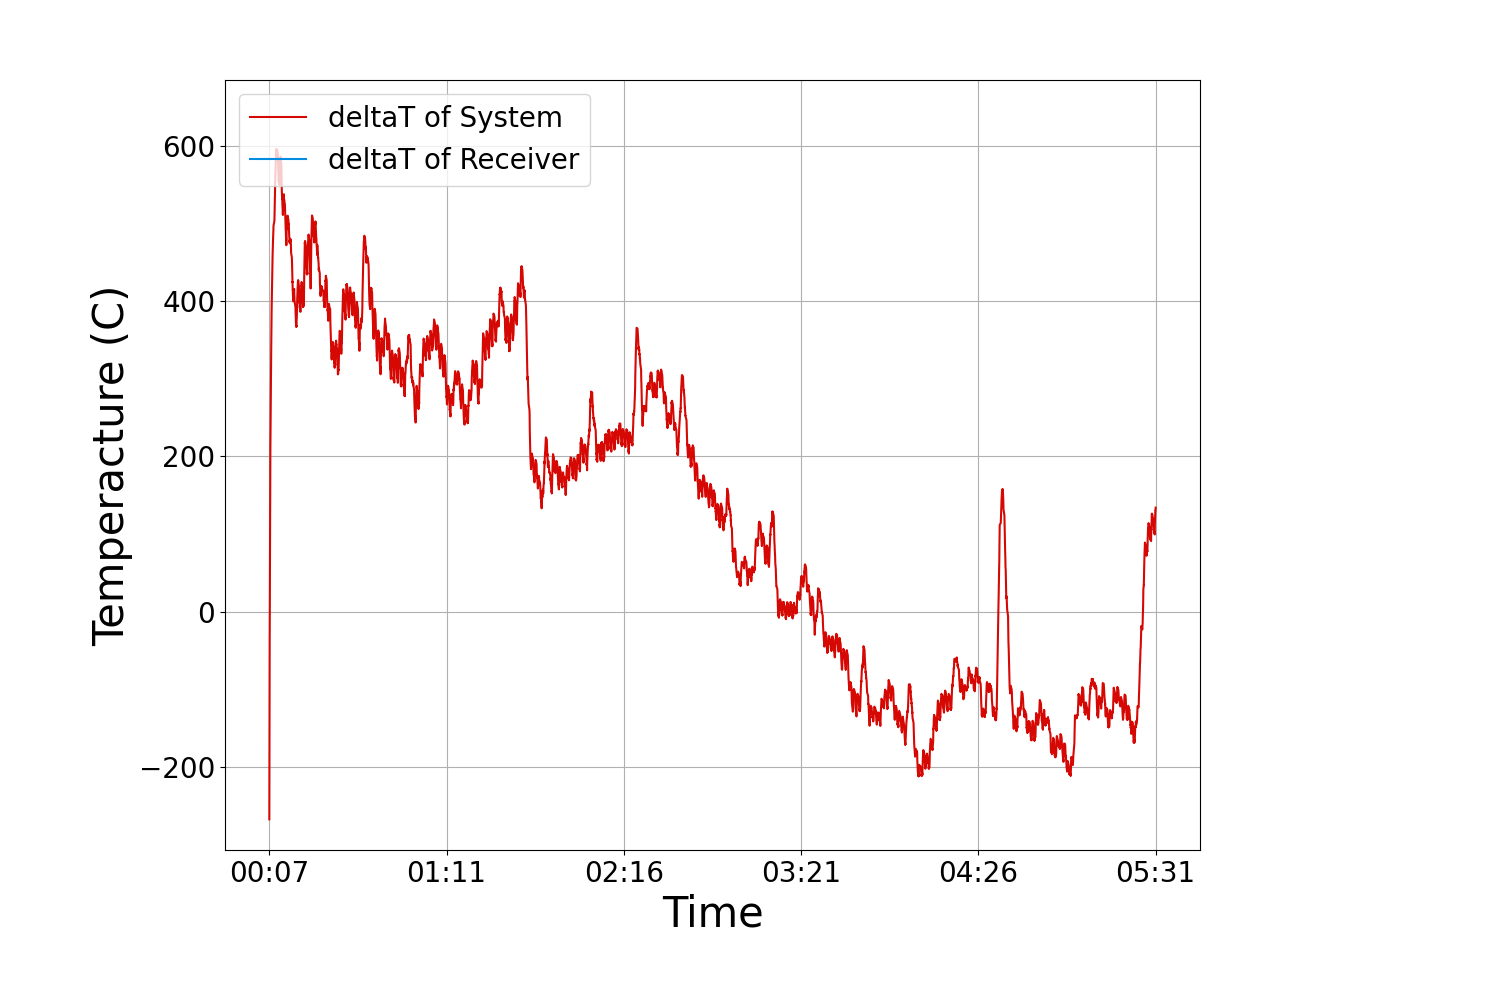 deltaT of System
deltaT of Receiver
600
400
200
0
−200
Temperacture (C)
00:07 01:11 02:16 03:21 04:26 05:31
Time